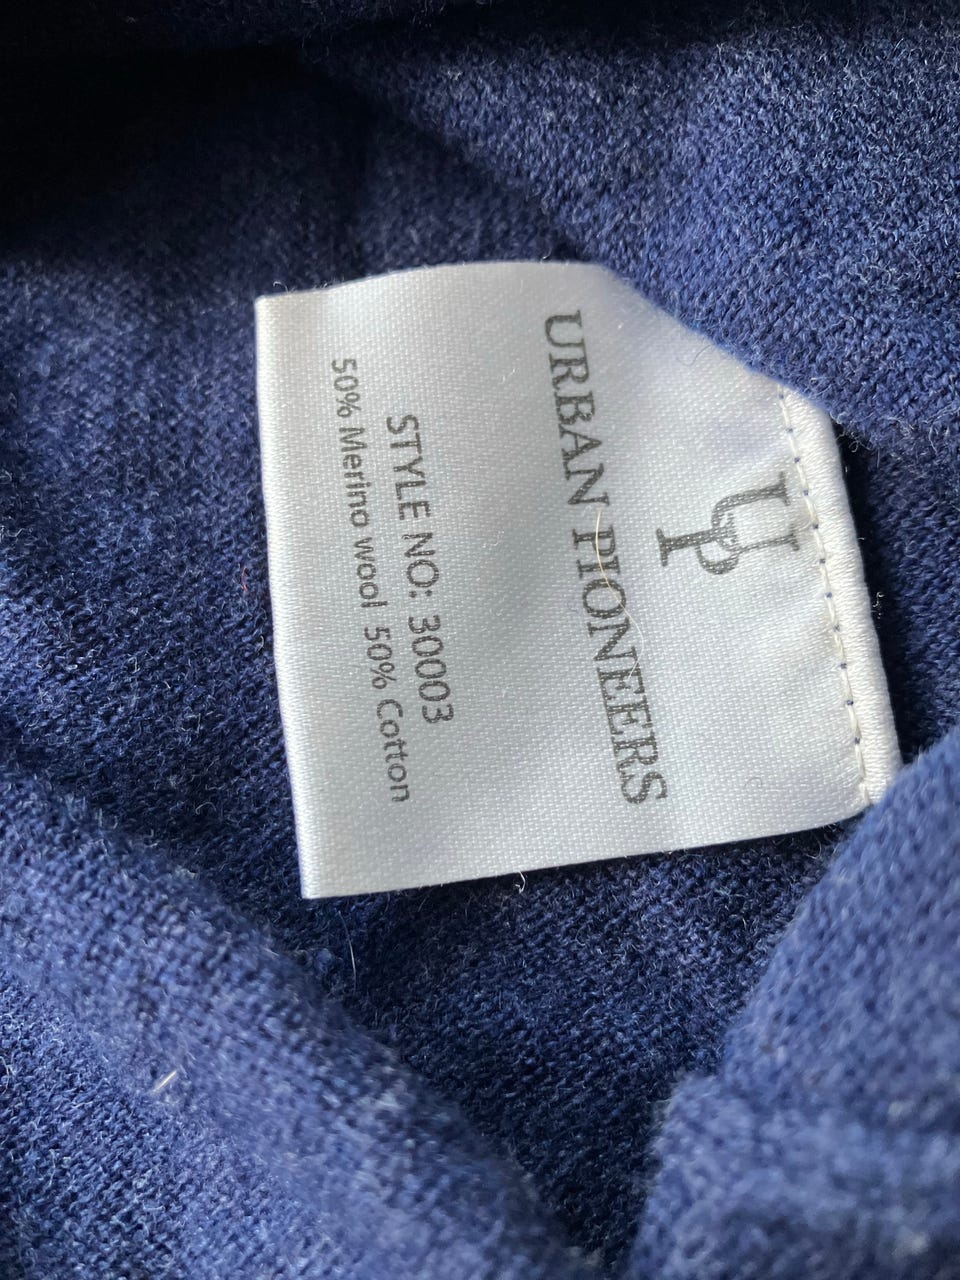 UP
URBAN PIONEERS
STYLE NO: 30003
50% Merino wool 50% Cotton